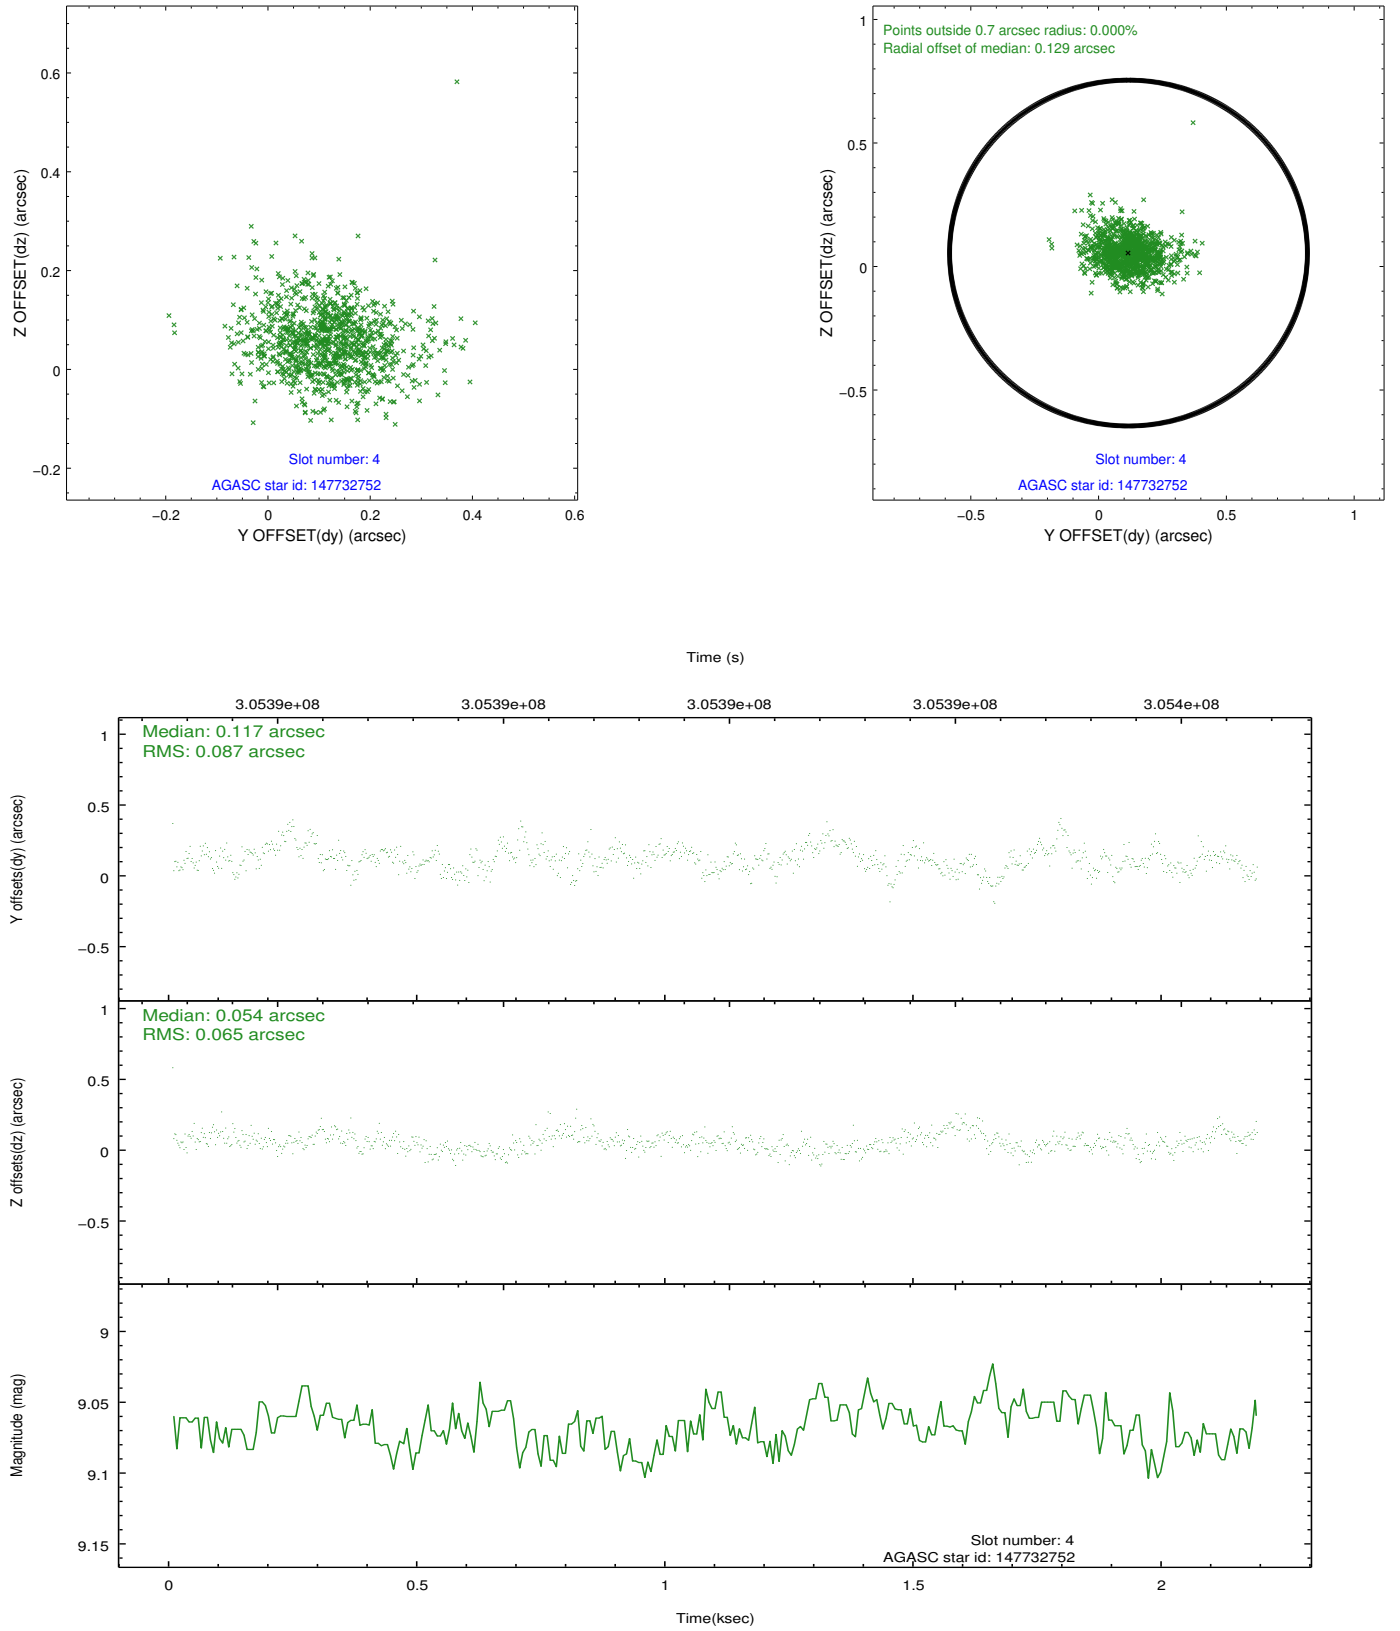 0.6
0.4
0.2
0
−0.2
Z OFFSET(dz) (arcsec)
Slot number: 4
AGASC star id: 147732752
−0.2 0 0.2 0.4 0.6
Y OFFSET(dy) (arcsec)
Points outside 0.7 arcsec radius: 0.000%
Radial offset of median: 0.129 arcsec
1
0.5
0
−0.5
Z OFFSET(dz) (arcsec)
Slot number: 4
AGASC star id: 147732752
−0.5 0 0.5 1
Y OFFSET(dy) (arcsec)
Time (s)
3.0539e+08 3.0539e+08 3.0539e+08 3.0539e+08 3.054e+08
Median: 0.117 arcsec
RMS: 0.087 arcsec
1
0.5
0
−0.5
Y offsets(dy) (arcsec)
Median: 0.054 arcsec
RMS: 0.065 arcsec
1
0.5
0
−0.5
Z offsets(dz) (arcsec)
9
9.05
9.1
9.15
Magnitude (mag)
Slot number: 4
AGASC star id: 147732752
0 0.5 1 1.5 2
Time(ksec)